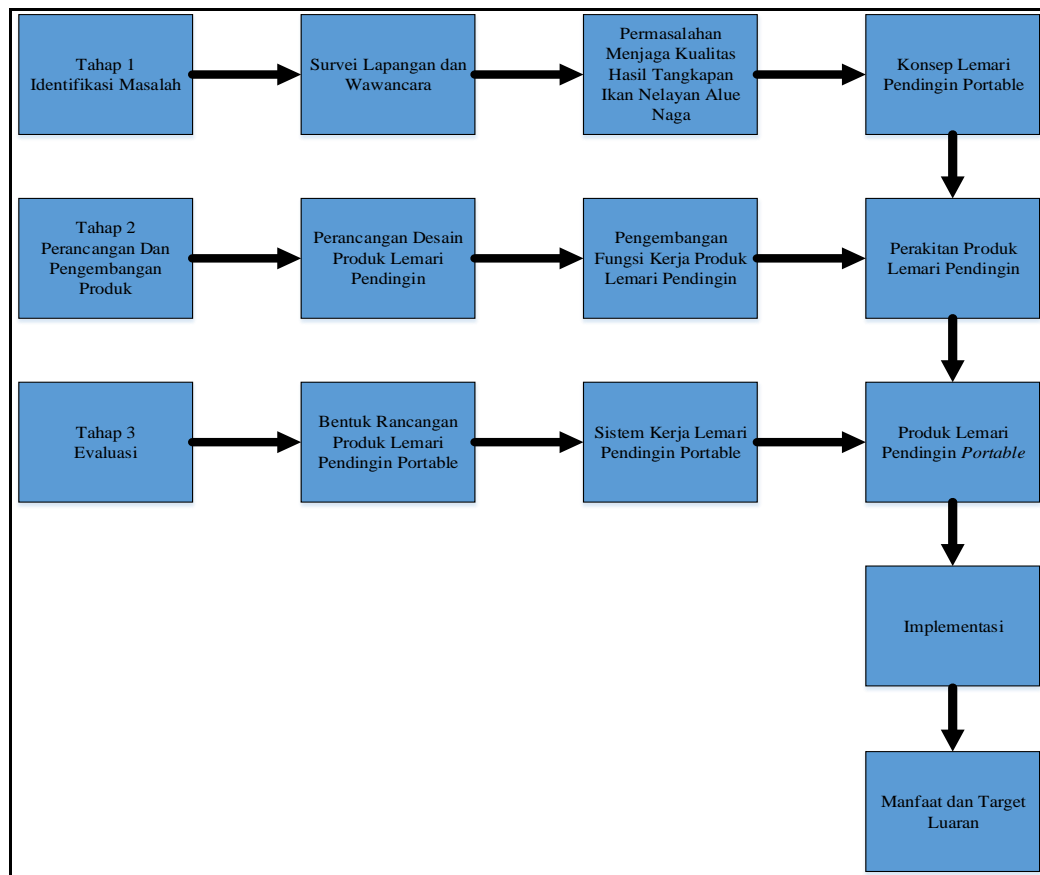 Tahap 1
Identifikasi Masalah
Survei Lapangan dan
Wawancara
Permasalahan
Menjaga Kualitas
Hasil Tangkapan
Ikan Nelayan Alue
Naga
Konsep Lemari
Pendingin Portable
Tahap 2
Perancangan Dan
Pengembangan
Produk
Perancangan Desain
Produk Lemari
Pendingin
Pengembangan
Fungsi Kerja Produk
Lemari Pendingin
Perakitan Produk
Lemari Pendingin
Tahap 3
Evaluasi
Bentuk Rancangan
Produk Lemari
Pendingin Portable
Sistem Kerja Lemari
Pendingin Portable
Produk Lemari
Pendingin Portable
Implementasi
Manfaat dan Target
Luaran